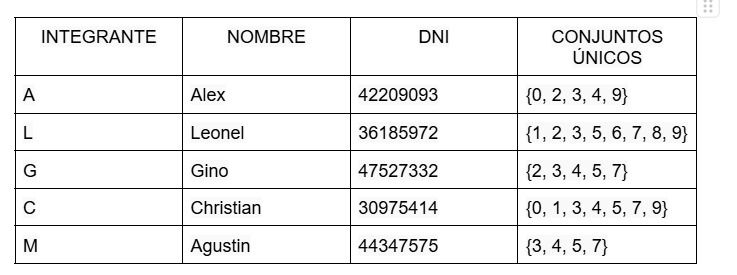 INTEGRANTE NOMBRE DNI CONJUNTOS ÚNICOS
A Alex 42209093 {0, 2, 3, 4, 9}
L Leonel 36185972 {1, 2, 3, 5, 6, 7, 8, 9}
G Gino 47527332 {2, 3, 4, 5, 7}
C Christian 30975414 {0, 1, 3, 4, 5, 7, 9}
M Agustin 44347575 {3, 4, 5, 7}